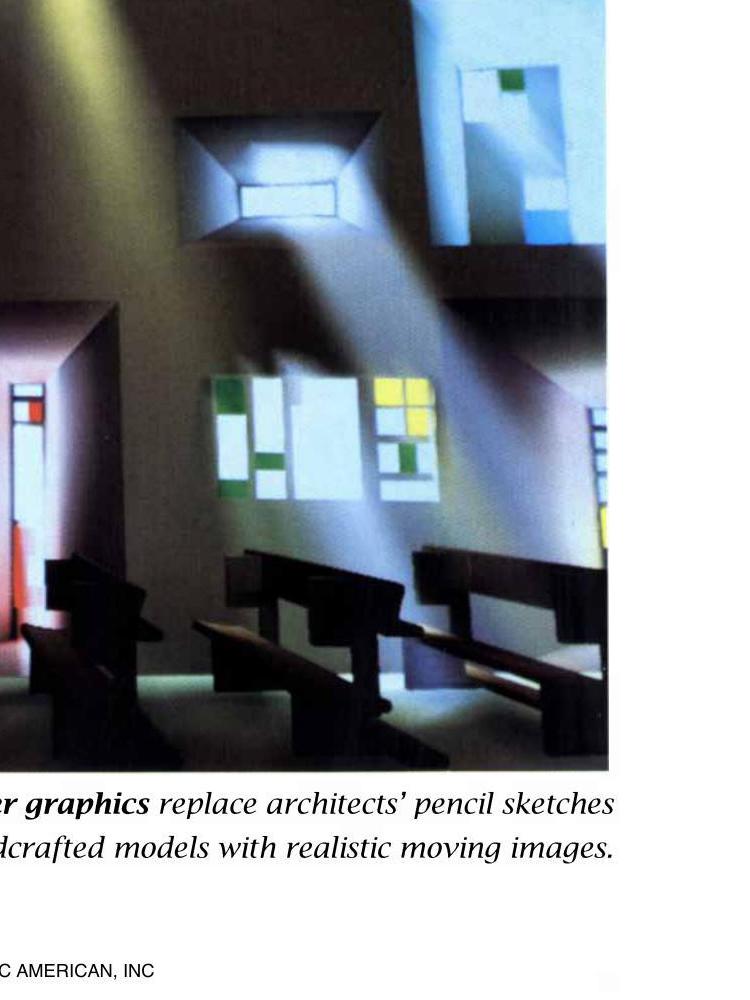 er graphics replace architects’ pencil sketches
dcrafted models with realistic moving images.
C AMERICAN, INC